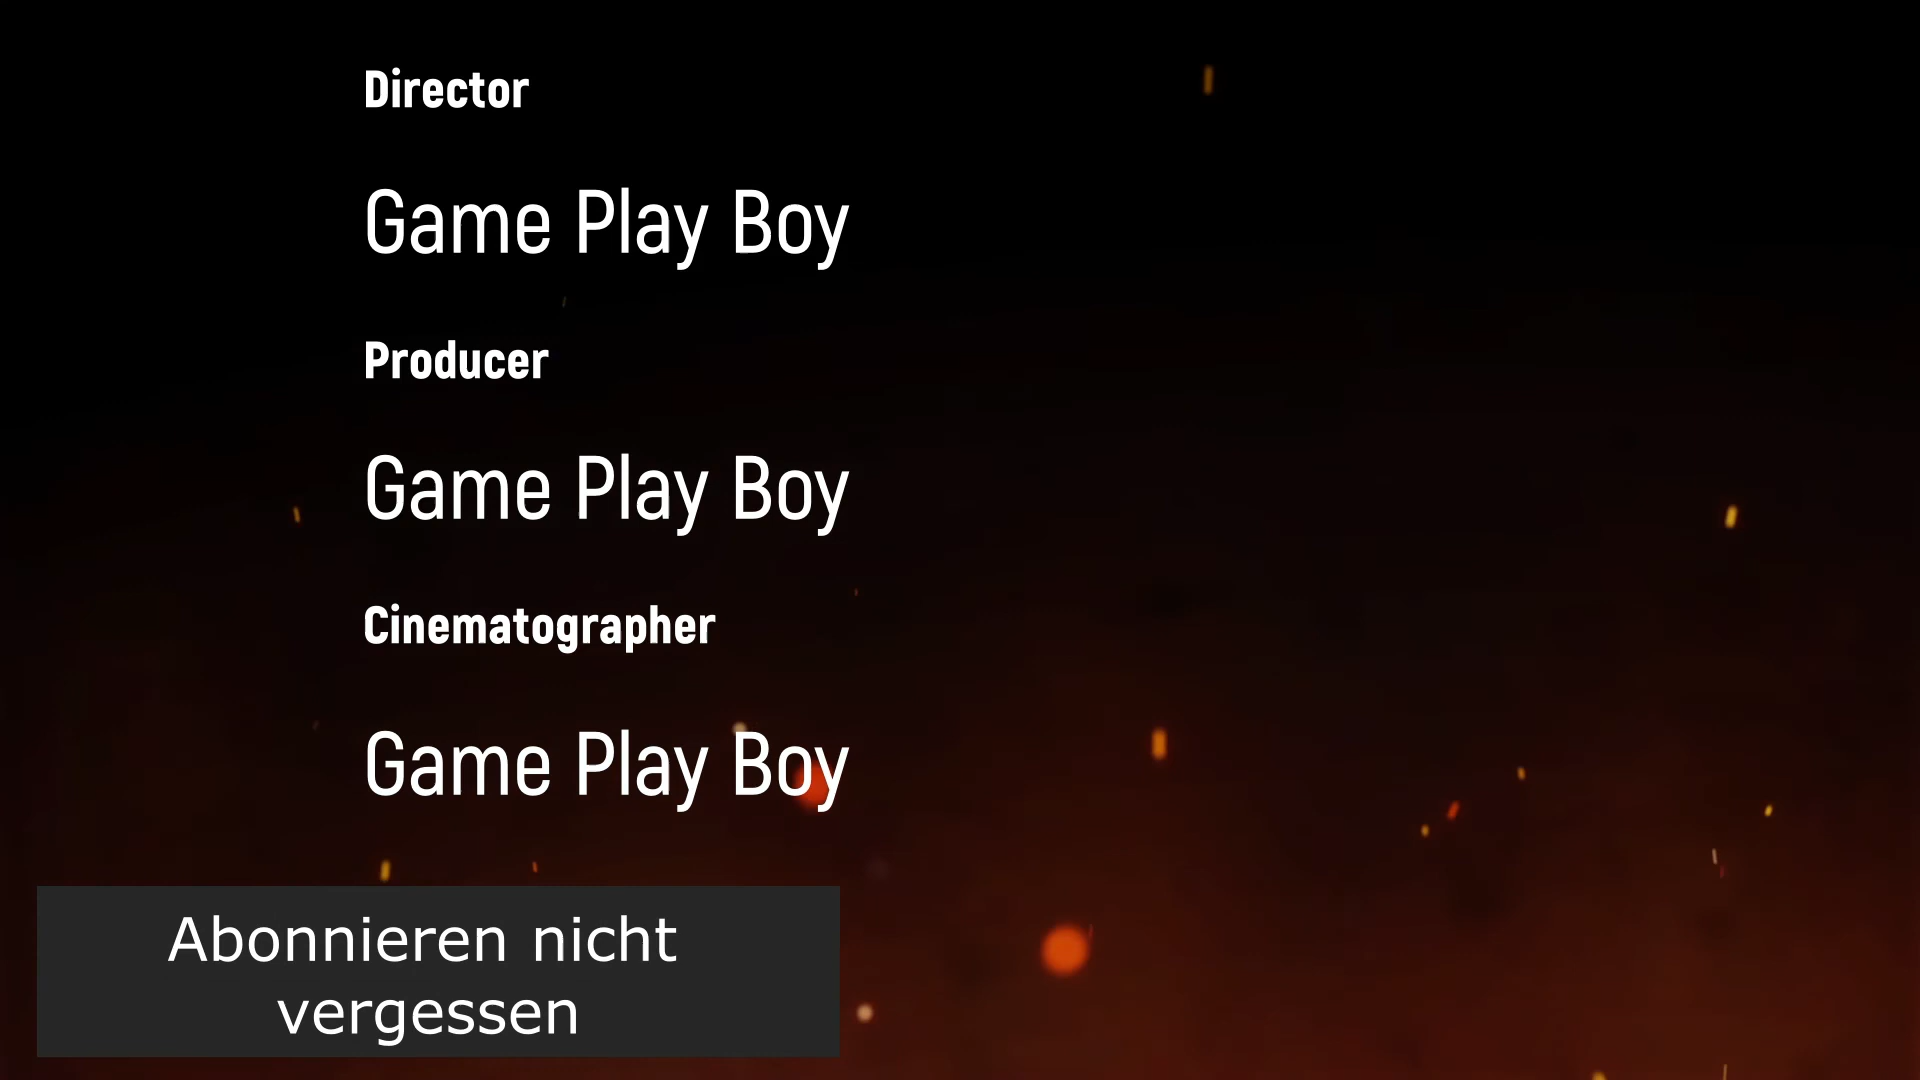 Director
Game Play Boy
Producer
Game Play Boy
Cinematographer
Game Play Boy
Abonnieren nicht
vergessen